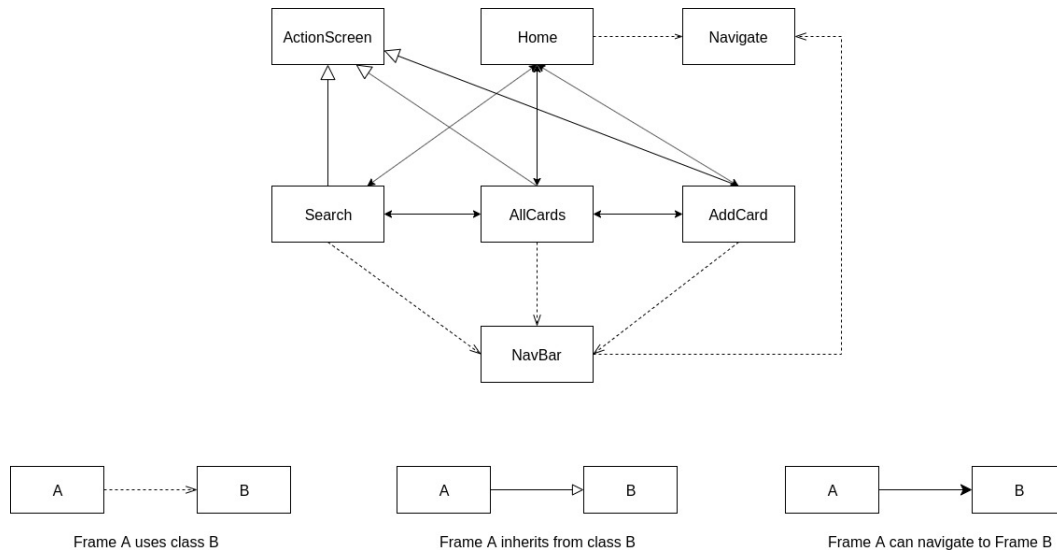 ActionScreen
Home
Navigate
Search
AllCards
AddCard
NavBar
A
B
A
B
A
B
Frame A uses class B
Frame A inherits from class B
Frame A can navigate to Frame B